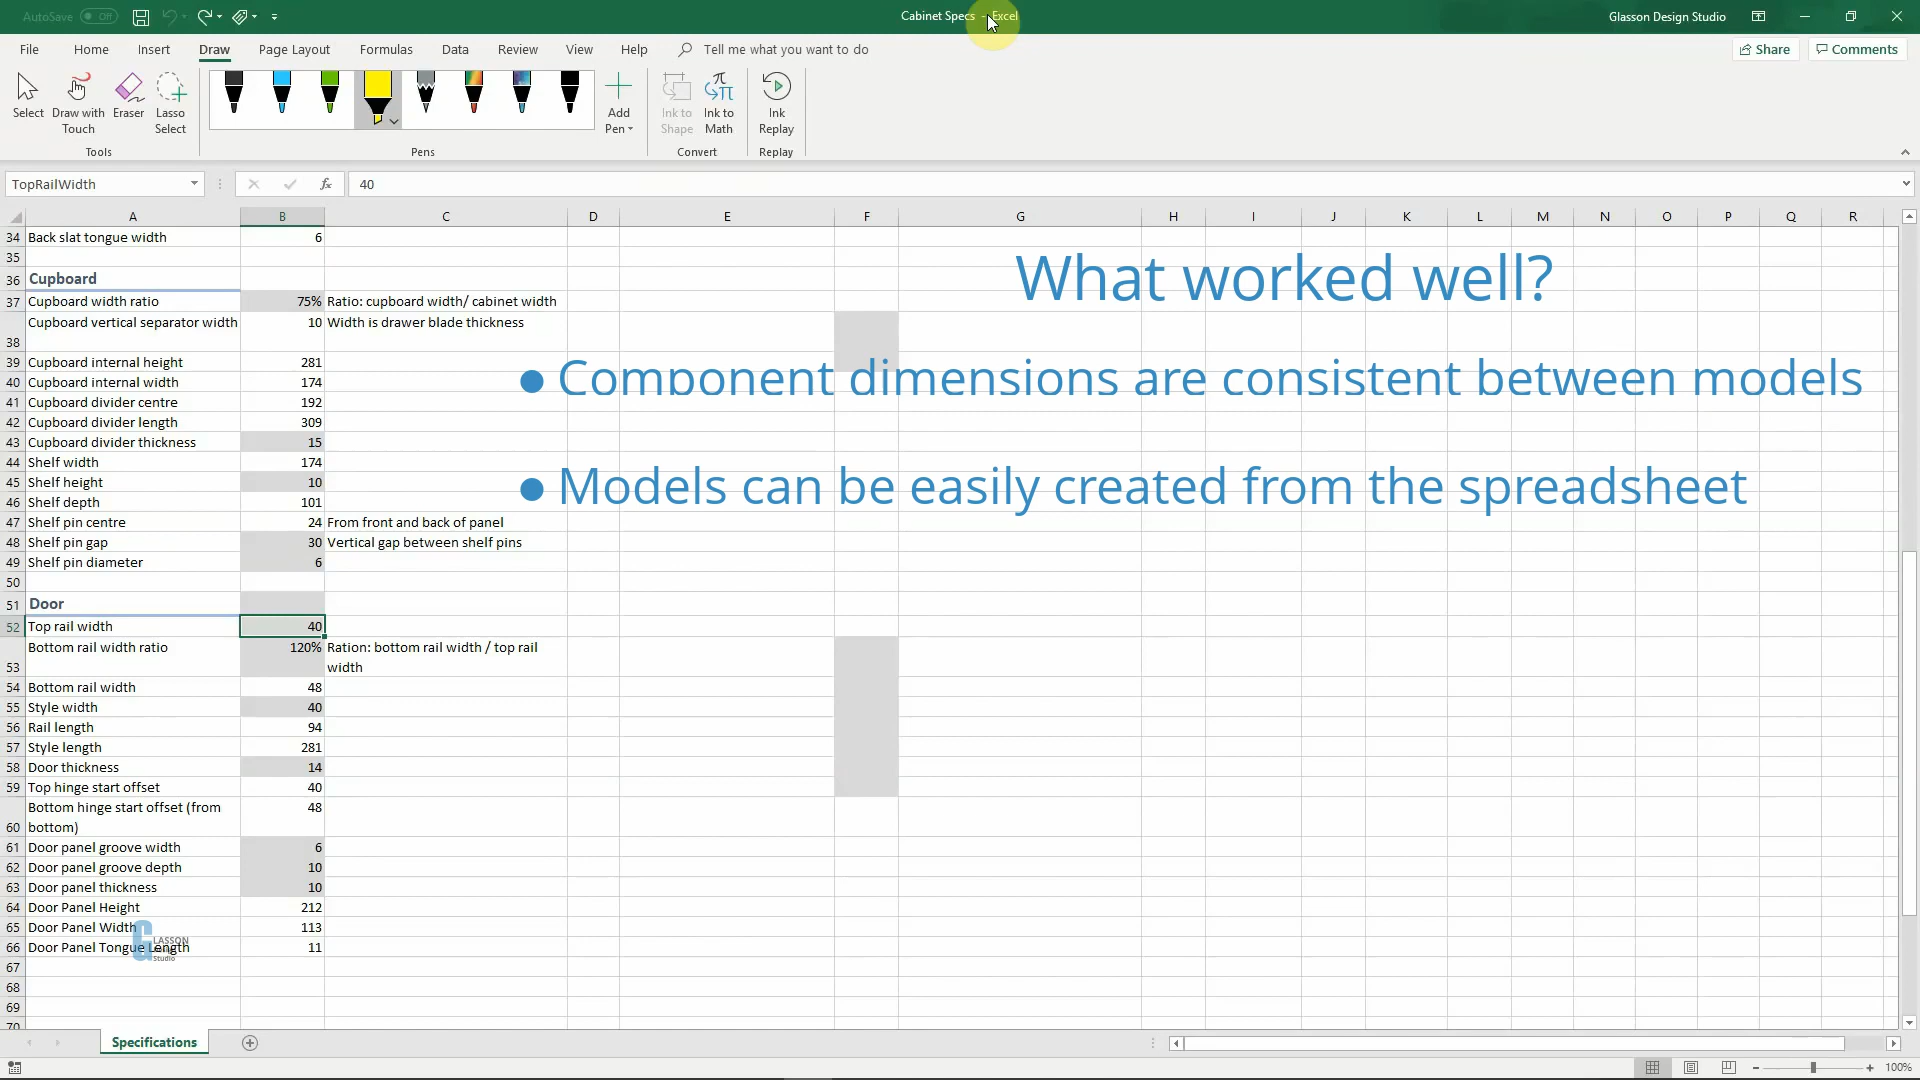 AutoSave Off
Cabinet Specs - Excel
Glasson Design Studio
File Home Insert Draw Page Layout Formulas Data Review View Help Tell me what you want to do
Share Comments
Select
Draw with Touch
Eraser
Lasso Select
Add Pen
Ink to Shape
Ink to Math
Ink Replay
Tools Pens Convert Replay
TopRailWidth fx 40
A B C D E F G H I J K L M N O P Q R
34 Back slat tongue width 6
35
36 Cupboard
37 Cupboard width ratio 75% Ratio: cupboard width/ cabinet width
38 Cupboard vertical separator width 10 Width is drawer blade thickness
39 Cupboard internal height 281
40 Cupboard internal width 174
41 Cupboard divider centre 192
42 Cupboard divider length 309
43 Cupboard divider thickness 15
44 Shelf width 174
45 Shelf height 10
46 Shelf depth 101
47 Shelf pin centre 24 From front and back of panel
48 Shelf pin gap 30 Vertical gap between shelf pins
49 Shelf pin diameter 6
50
51 Door
52 Top rail width 40
53 Bottom rail width ratio 120% Ration: bottom rail width / top rail width
54 Bottom rail width 48
55 Style width 40
56 Rail length 94
57 Style length 281
58 Door thickness 14
59 Top hinge start offset 40
60 Bottom hinge start offset (from bottom) 48
61 Door panel groove width 6
62 Door panel groove depth 10
63 Door panel thickness 10
64 Door Panel Height 212
65 Door Panel Width 113
66 Door Panel Tongue Length 11
67
68
69
70
What worked well?
• Component dimensions are consistent between models
• Models can be easily created from the spreadsheet
GLASSON
Studio
Specifications
100%